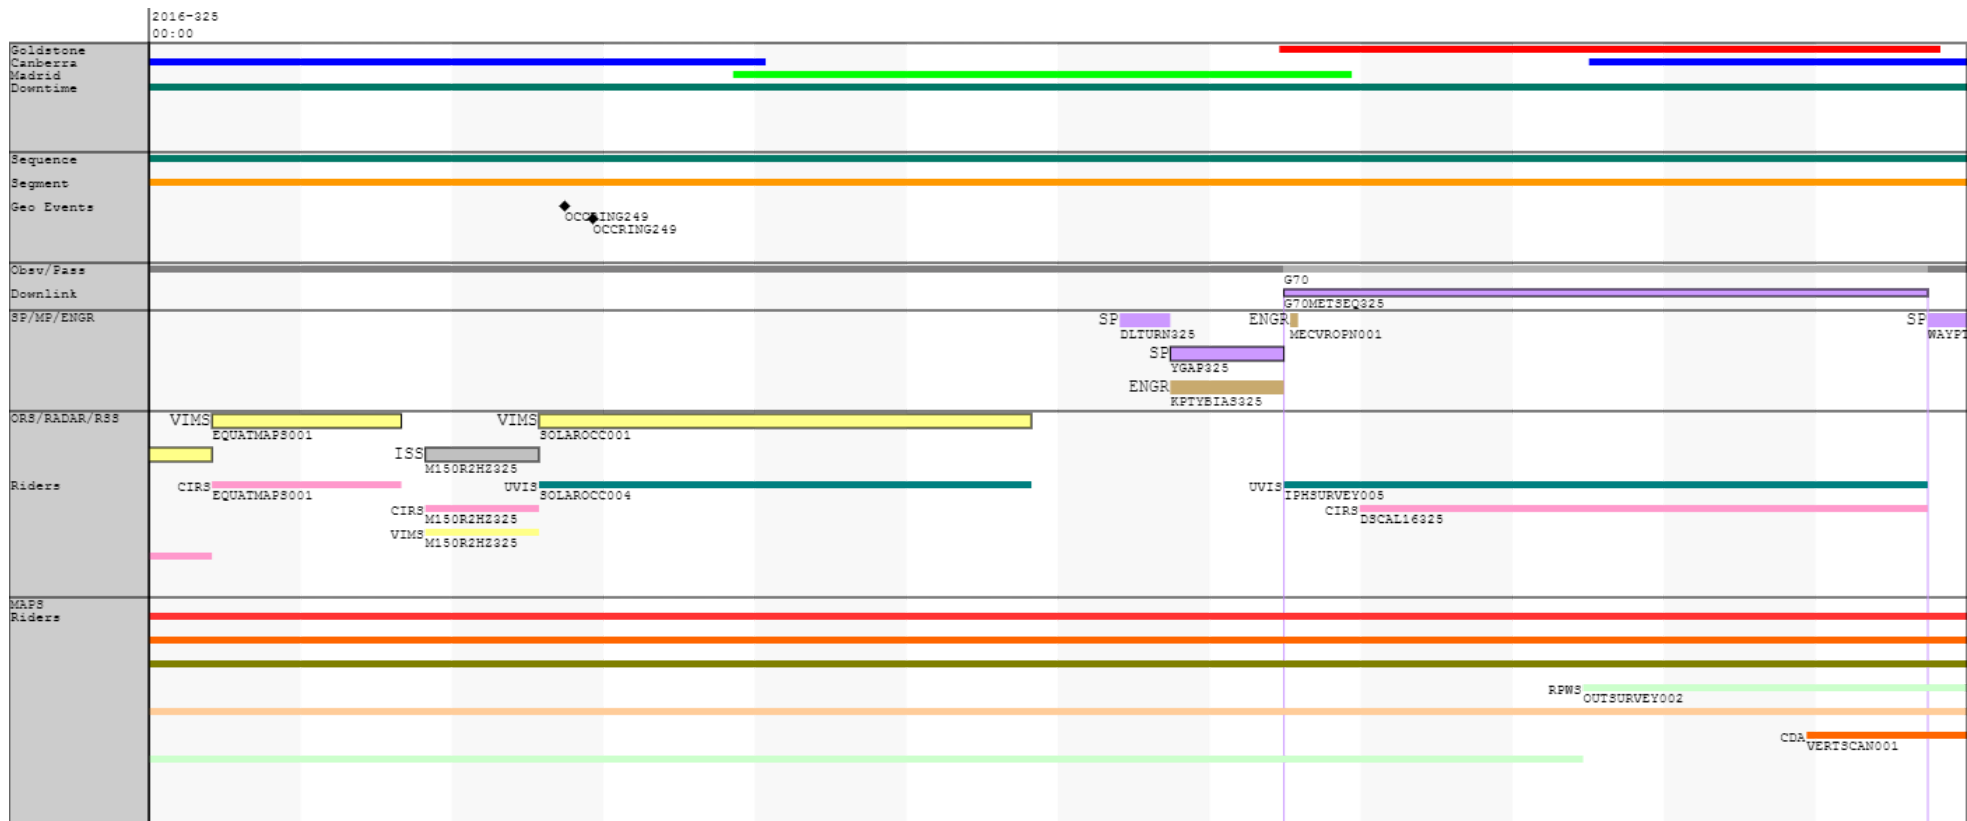 2016-325
00:00
Goldstone
Canberra
Madrid
Downtime
Sequence
Segment
Geo Events
OCCRING249
OCCRING249
Obsv/Pass
G70
Downlink
G70METSEQ325
SP/MP/ENGR
SP
ENGR
SP
DLTURN325
MECVROPN001
WAYPT
SP
YGAP325
ENGR
KPTYBIAS325
ORS/RADAR/RSS
VIMS
VIMS
EQUATMAPS001
SOLAROCC001
ISS
M150R2HZ325
Riders
CIRS
UVIS
UVIS
EQUATMAPS001
SOLAROCC004
IPHSURVEY005
CIRS
CIRS
M150R2HZ325
DSCAL16325
VIMS
M150R2HZ325
MAPS
Riders
RPWS
OUTSURVEY002
CDA
VERTSCAN001